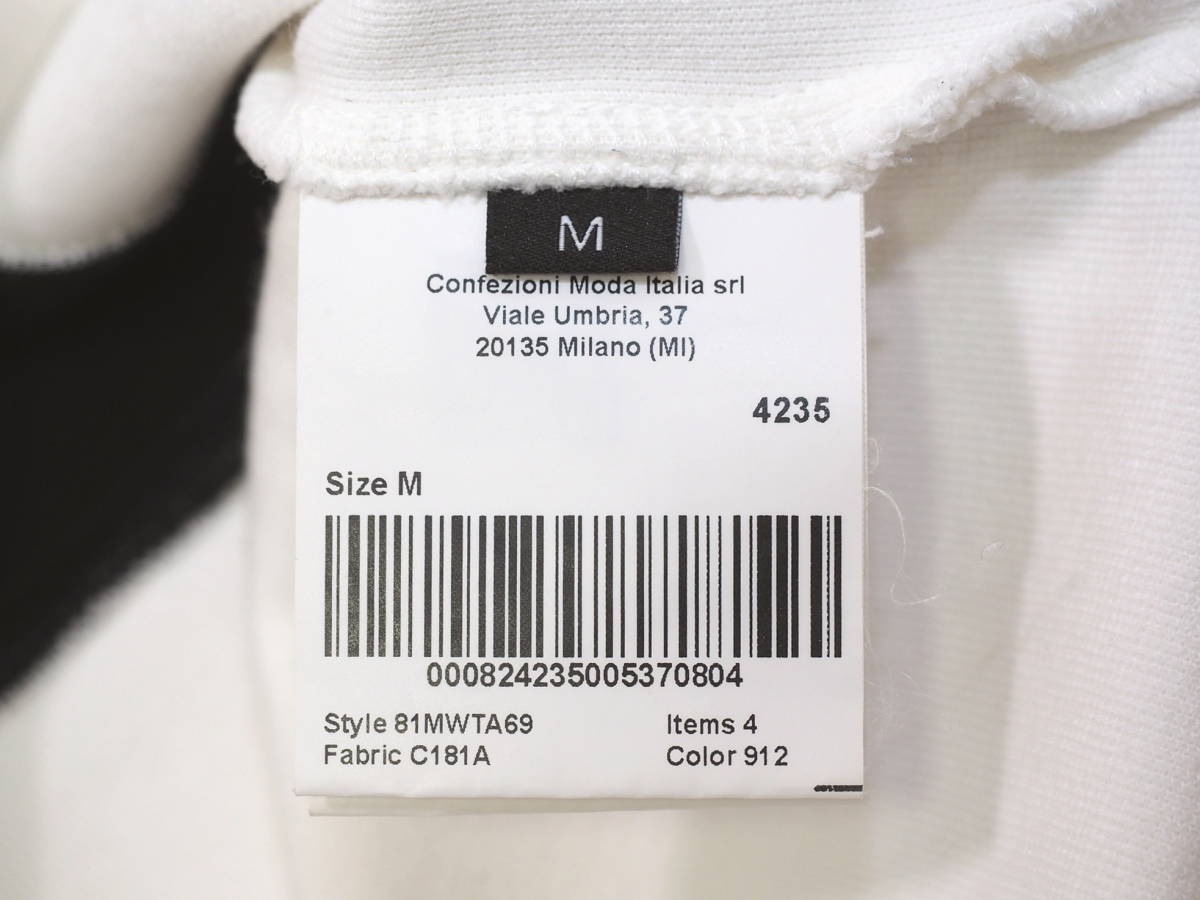 M
Confezioni Moda Italia srl
Viale Umbria, 37
20135 Milano (MI)
4235
Size M
000824235005370804
Style 81MWTA69 Items 4
Fabric C181A Color 912